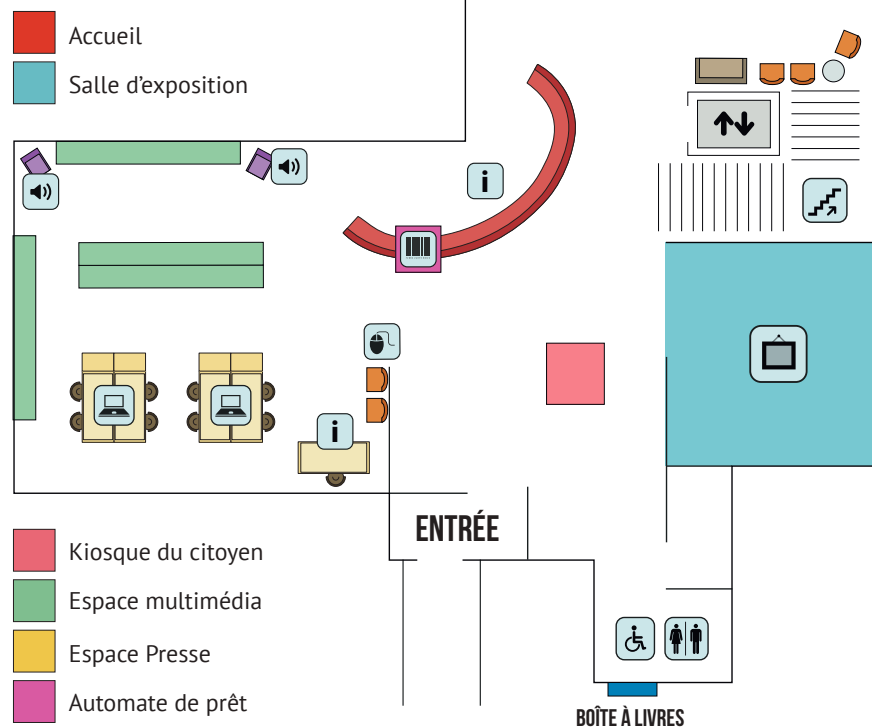 Accueil
Salle d'exposition
i
i
ENTRÉE
Kiosque du citoyen
Espace multimédia
Espace Presse
Automate de prêt
BOÎTE À LIVRES